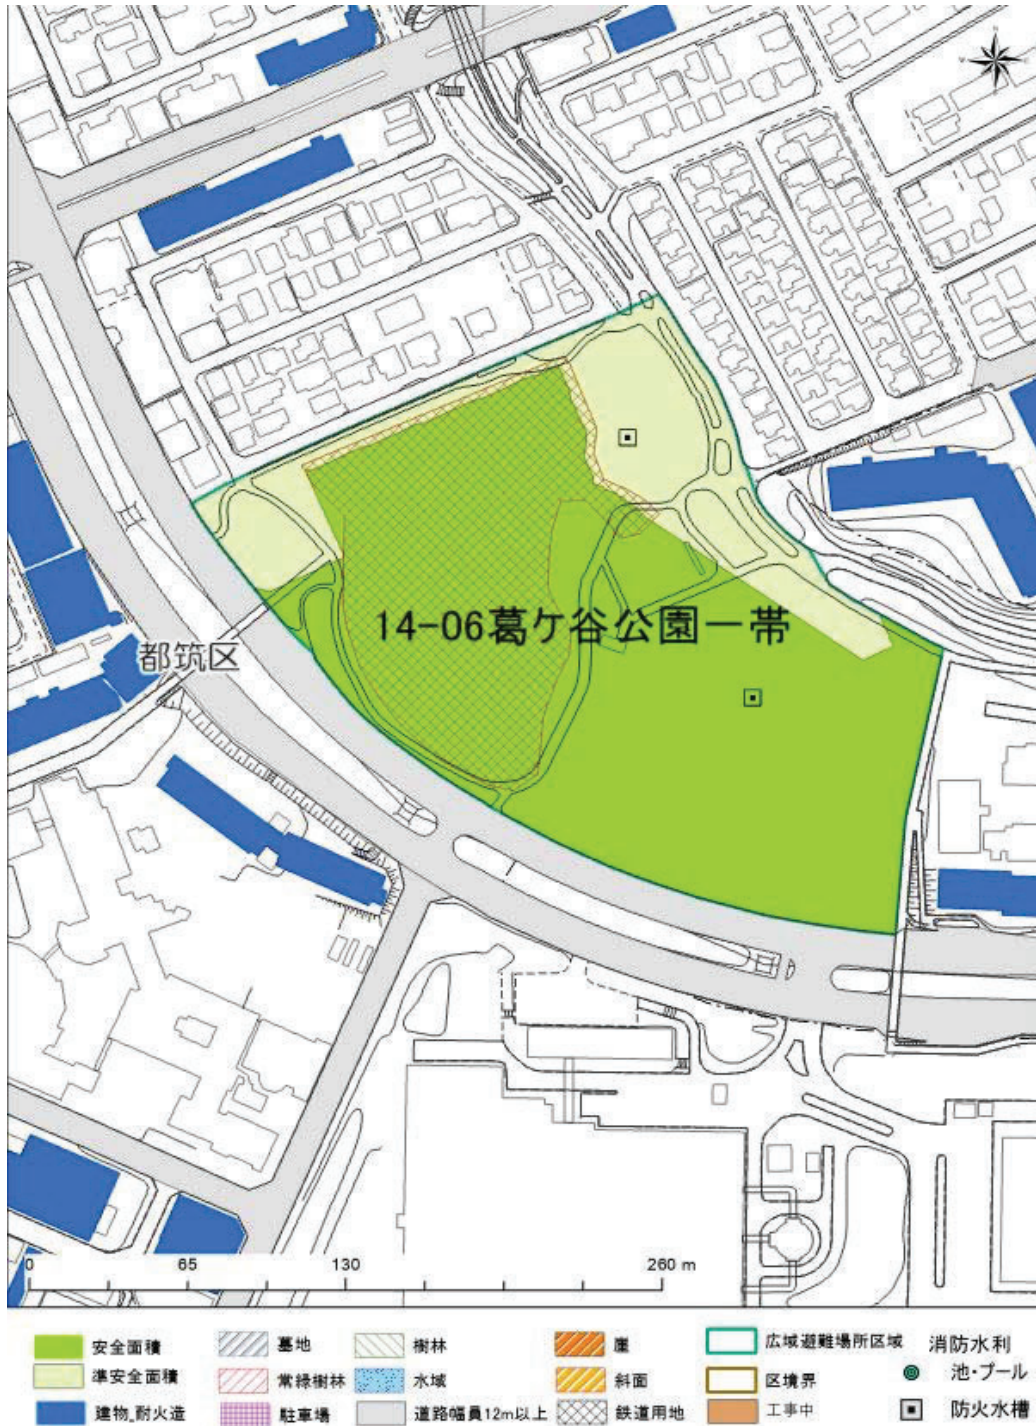 14-06葛ケ谷公園一帯
都筑区
0 65 130 260 m
安全面積 墓地 樹林 崖 広域避難場所区域 消防水利
準安全面積 常緑樹林 水域 斜面 区境界 池・プール
建物_耐火造 駐車場 道路幅員12m以上 鉄道用地 工事中 防火水槽